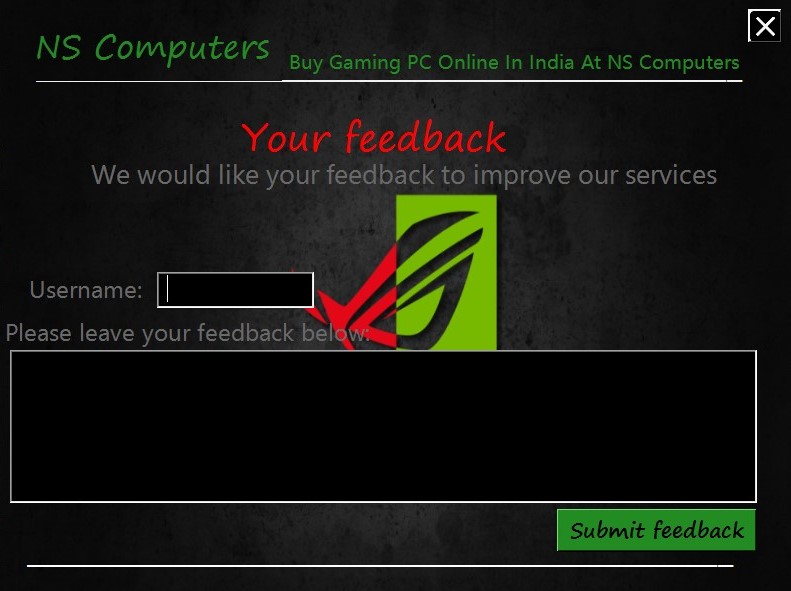 NS Computers
Buy Gaming PC Online In India At NS Computers
Your feedback
We would like your feedback to improve our services
Username:
Please leave your feedback below:
Submit feedback